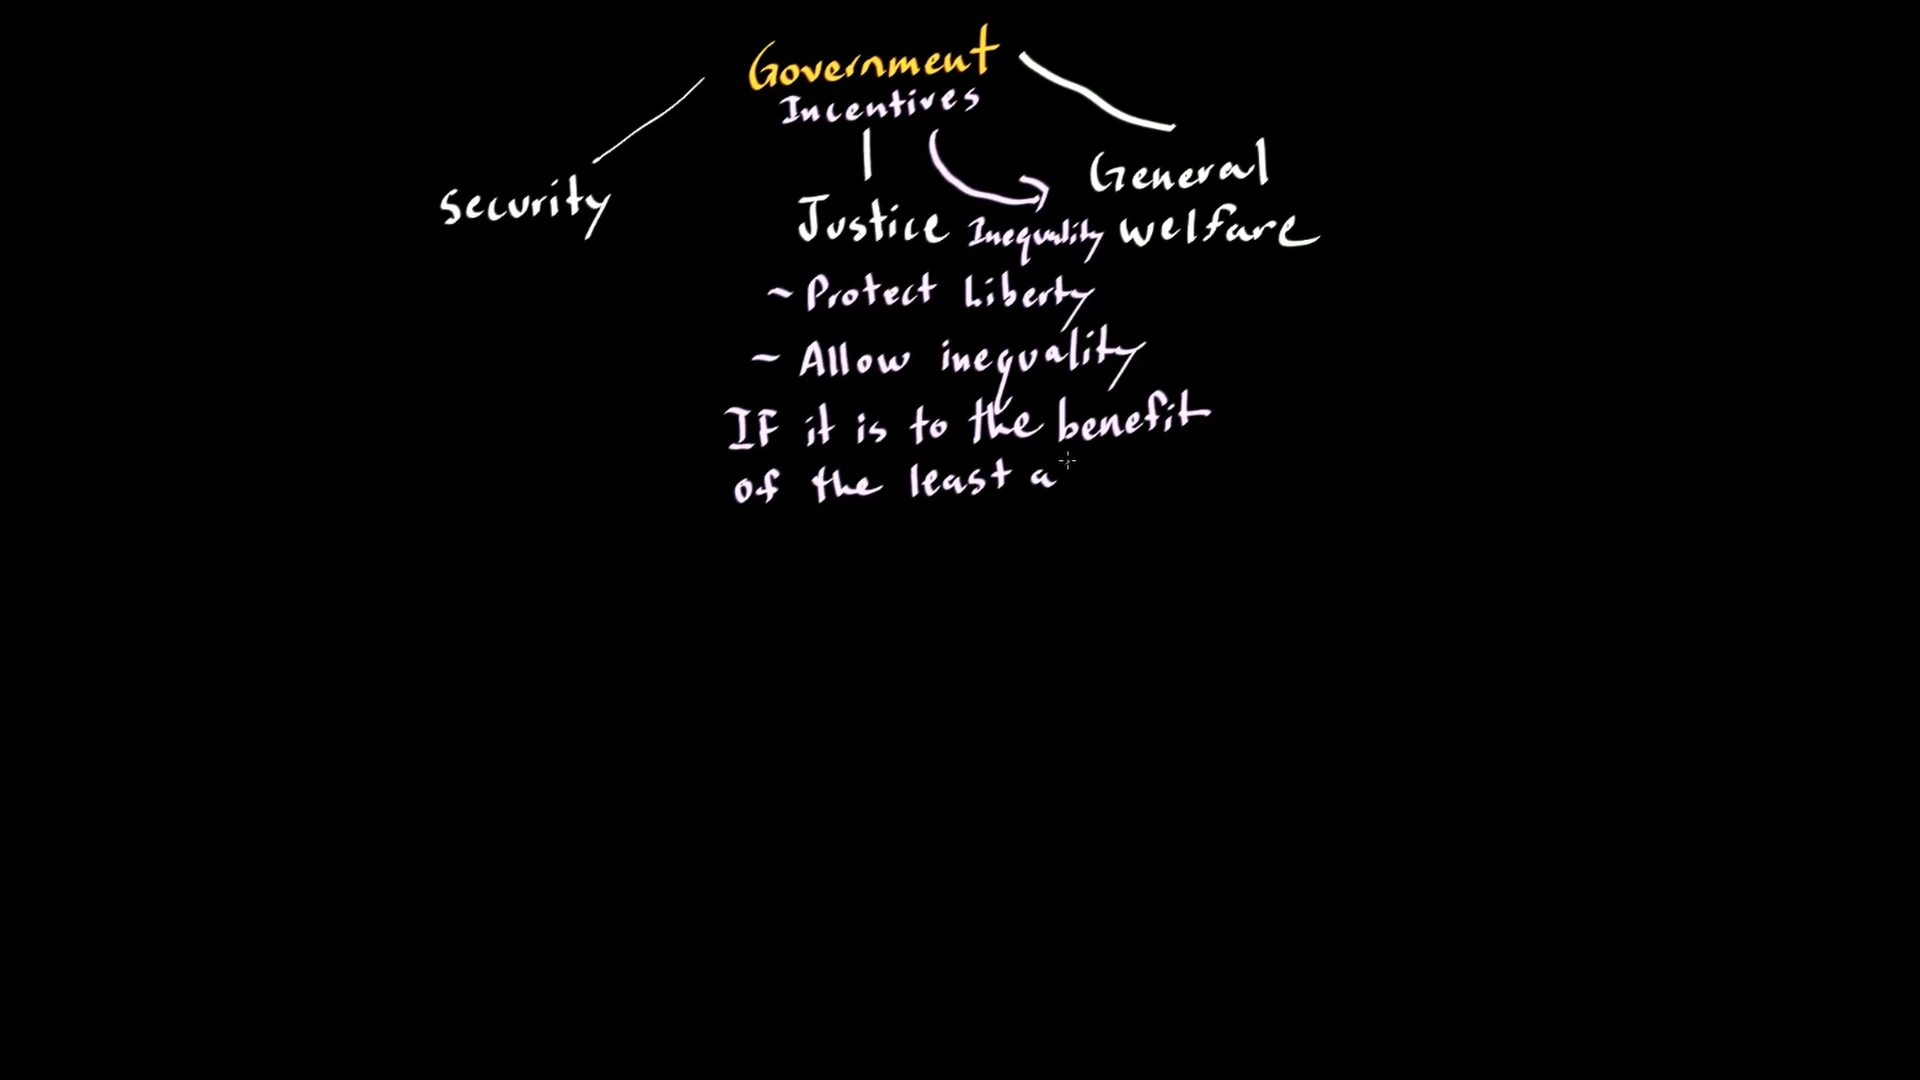 Government
Incentives
Security
Justice
Inequality
General
welfare
~ Protect Liberty
~ Allow inequality
IF it is to the benefit
of the least a